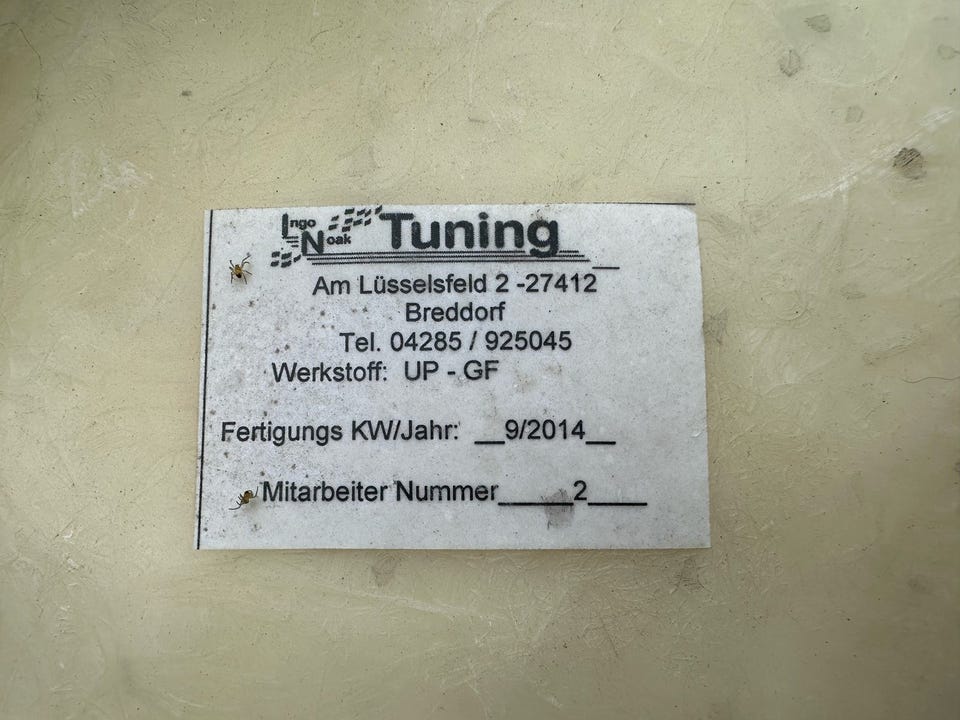 Ingo Noak Tuning
Am Lüsselsfeld 2 -27412
Breddorf
Tel. 04285 / 925045
Werkstoff: UP - GF
Fertigungs KW/Jahr: __9/2014__
Mitarbeiter Nummer_____2____